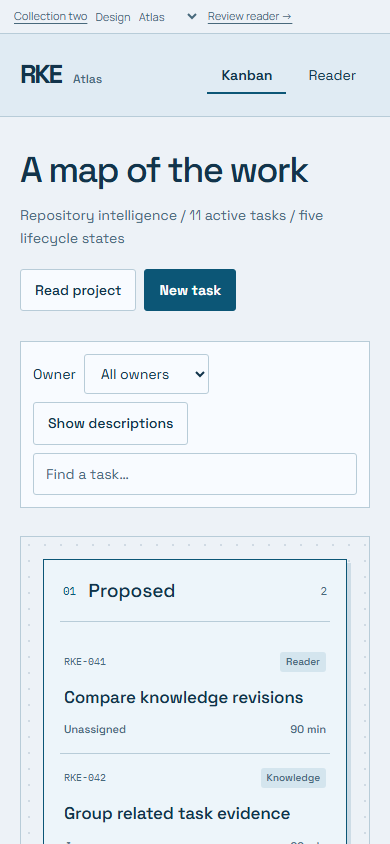 Collection two Design Atlas Review reader →
RKE Atlas Kanban Reader
A map of the work
Repository intelligence / 11 active tasks / five
lifecycle states
Read project New task
Owner All owners
Show descriptions
Find a task...
01 Proposed 2
RKE-041 Reader
Compare knowledge revisions
Unassigned 90 min
RKE-042 Knowledge
Group related task evidence